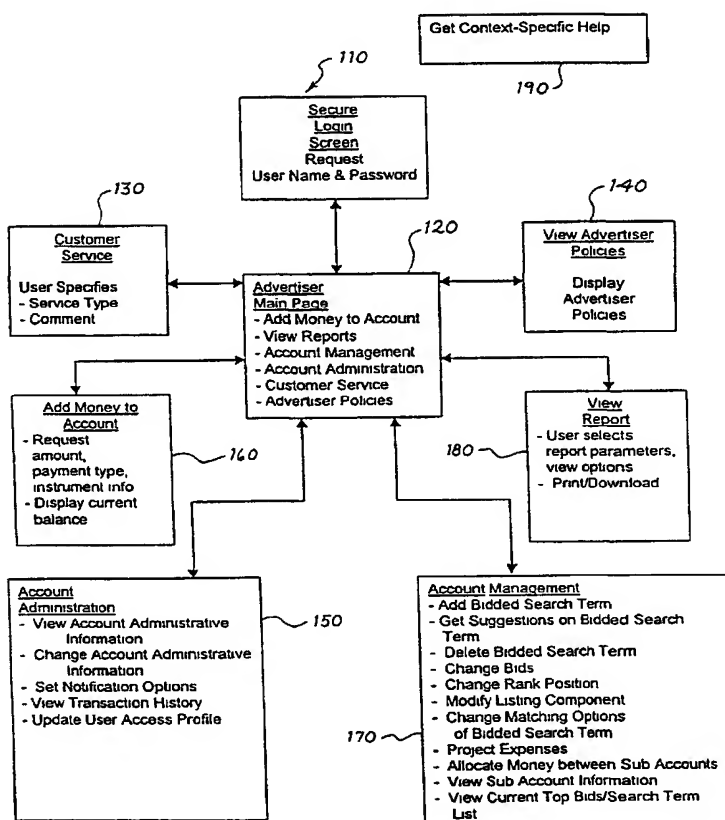 Get Context-Specific Help
190
110
Secure
Login
Screen
Request
User Name & Password
130
Customer
Service
User Specifies
- Service Type
- Comment
120
Advertiser
Main Page
- Add Money to Account
- View Reports
- Account Management
- Account Administration
- Customer Service
- Advertiser Policies
140
View Advertiser
Policies
Display
Advertiser
Policies
Add Money to
Account
- Request
amount,
payment type,
instrument info
- Display current
balance
160
View
Report
- User selects
report parameters,
view options
- Print/Download
180
Account
Administration
- View Account Administrative
Information
- Change Account Administrative
Information
- Set Notification Options
- View Transaction History
- Update User Access Profile
150
Account Management
- Add Bidded Search Term
- Get Suggestions on Bidded Search
Term
- Delete Bidded Search Term
- Change Bids
- Change Rank Position
- Modify Listing Component
- Change Matching Options
of Bidded Search Term
- Project Expenses
- Allocate Money between Sub Accounts
- View Sub Account Information
- View Current Top Bids/Search Term
List
170